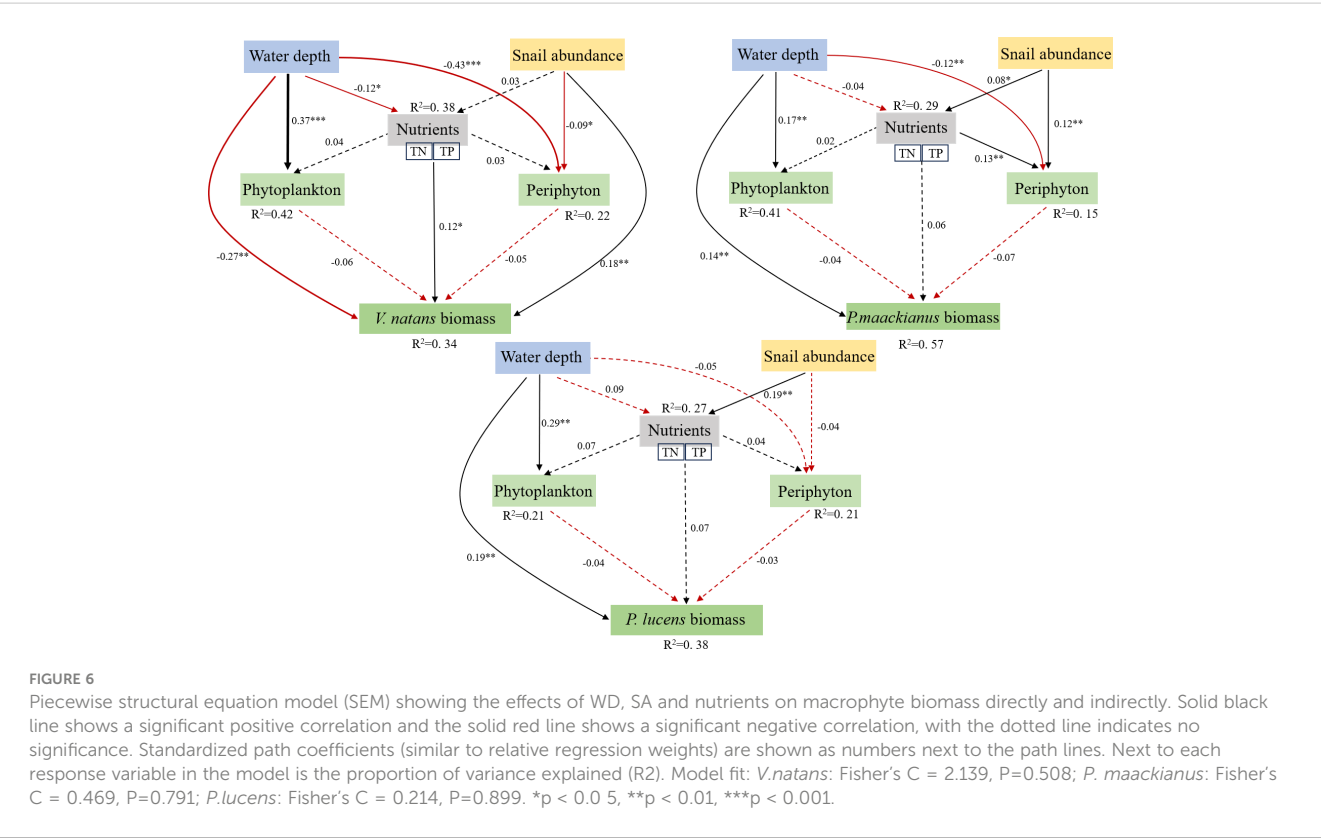 Water depth
Snail abundance
-0.43***
0.03
-0.12*
R²=0. 38
0.37***
Nutrients
-0.09*
0.04
TN TP
0.03
Phytoplankton
Periphyton
R²=0.42
R²=0. 22
0.12*
-0.27**
-0.06
-0.05
0.18**
V. natans biomass
R²=0. 34
Water depth
Snail abundance
-0.12**
-0.04
0.08*
R²=0. 29
0.17**
Nutrients
0.12**
0.02
TN TP
0.13**
Phytoplankton
Periphyton
R²=0.41
R²=0. 15
0.06
0.14**
-0.04
-0.07
P.maackianus biomass
R²=0. 57
Water depth
Snail abundance
-0.05
0.09
0.19**
R²=0. 27
0.29**
Nutrients
-0.04
0.07
TN TP
0.04
Phytoplankton
Periphyton
R²=0.21
R²=0. 21
0.07
0.19**
-0.04
-0.03
P. lucens biomass
R²=0. 38
FIGURE 6
Piecewise structural equation model (SEM) showing the effects of WD, SA and nutrients on macrophyte biomass directly and indirectly. Solid black
line shows a significant positive correlation and the solid red line shows a significant negative correlation, with the dotted line indicates no
significance. Standardized path coefficients (similar to relative regression weights) are shown as numbers next to the path lines. Next to each
response variable in the model is the proportion of variance explained (R2). Model fit: V.natans: Fisher's C = 2.139, P=0.508; P. maackianus: Fisher's
C = 0.469, P=0.791; P.lucens: Fisher's C = 0.214, P=0.899. *p < 0.0 5, **p < 0.01, ***p < 0.001.